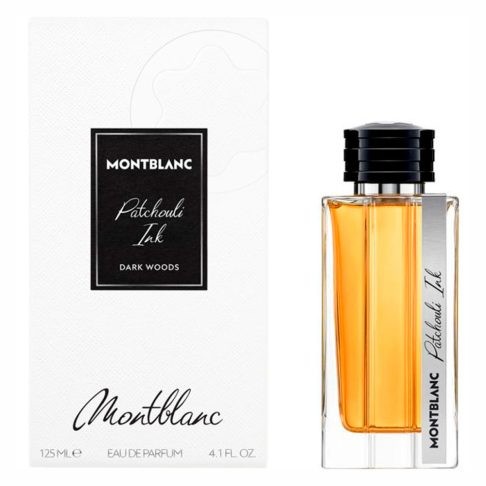 MONTBLANC
Patchouli
Ink
DARK WOODS
Montblanc
125 ML ℮ EAU DE PARFUM 4.1 FL. OZ.
MONTBLANC Patchouli Ink